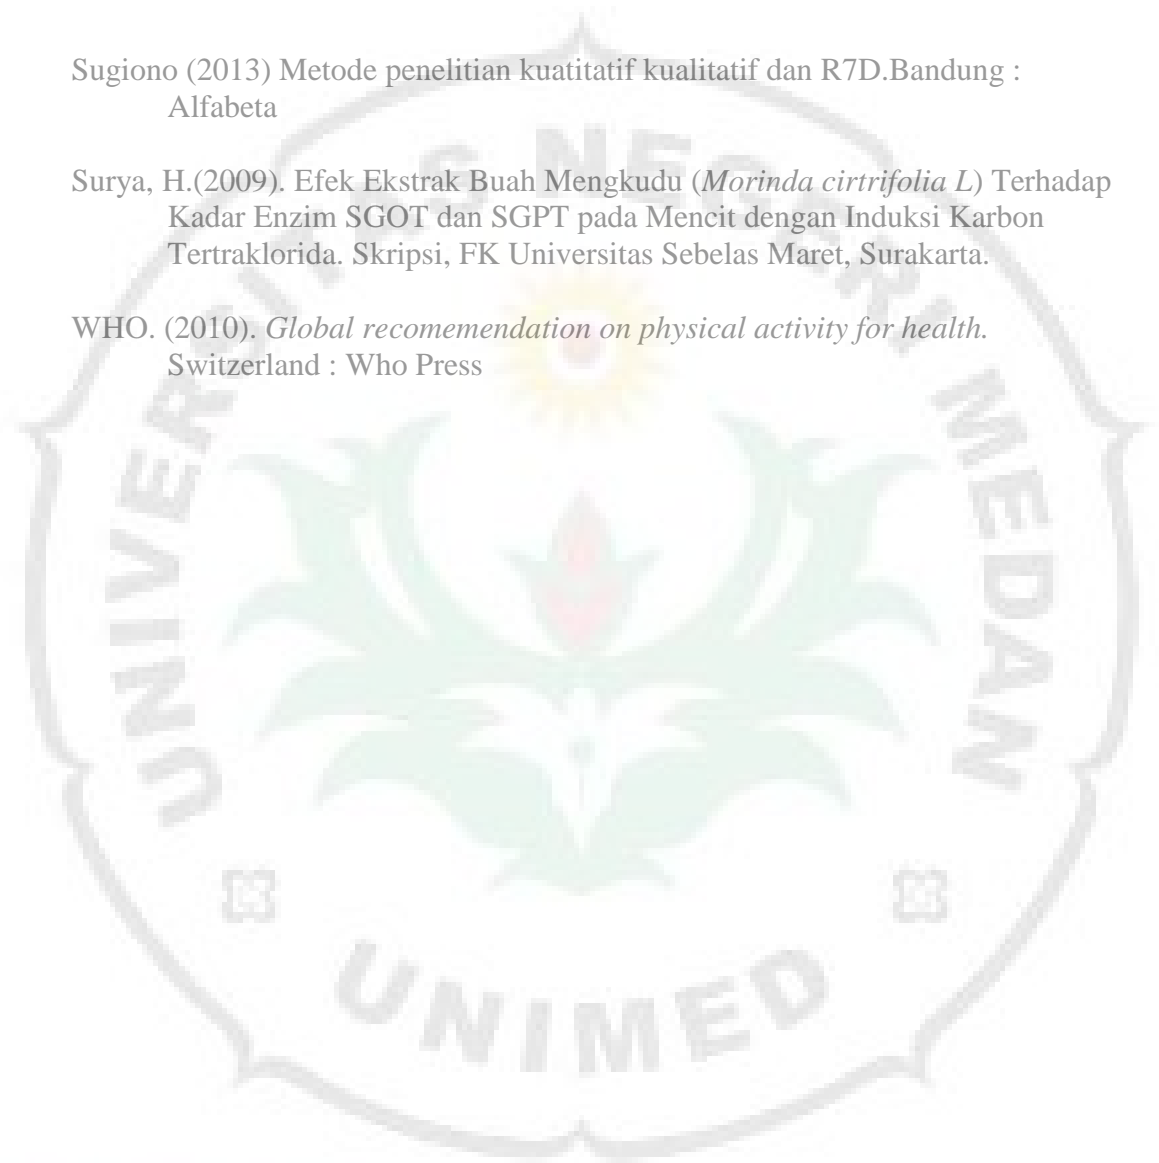 Sugiono (2013) Metode penelitian kuatitatif kualitatif dan R7D.Bandung :
Alfabeta
Surya, H.(2009). Efek Ekstrak Buah Mengkudu (Morinda cirtrifolia L) Terhadap
Kadar Enzim SGOT dan SGPT pada Mencit dengan Induksi Karbon
Tertraklorida. Skripsi, FK Universitas Sebelas Maret, Surakarta.
WHO. (2010). Global recomemendation on physical activity for health.
Switzerland : Who Press
UNIVERSITAS NEGERI MEDAN
UNIMED